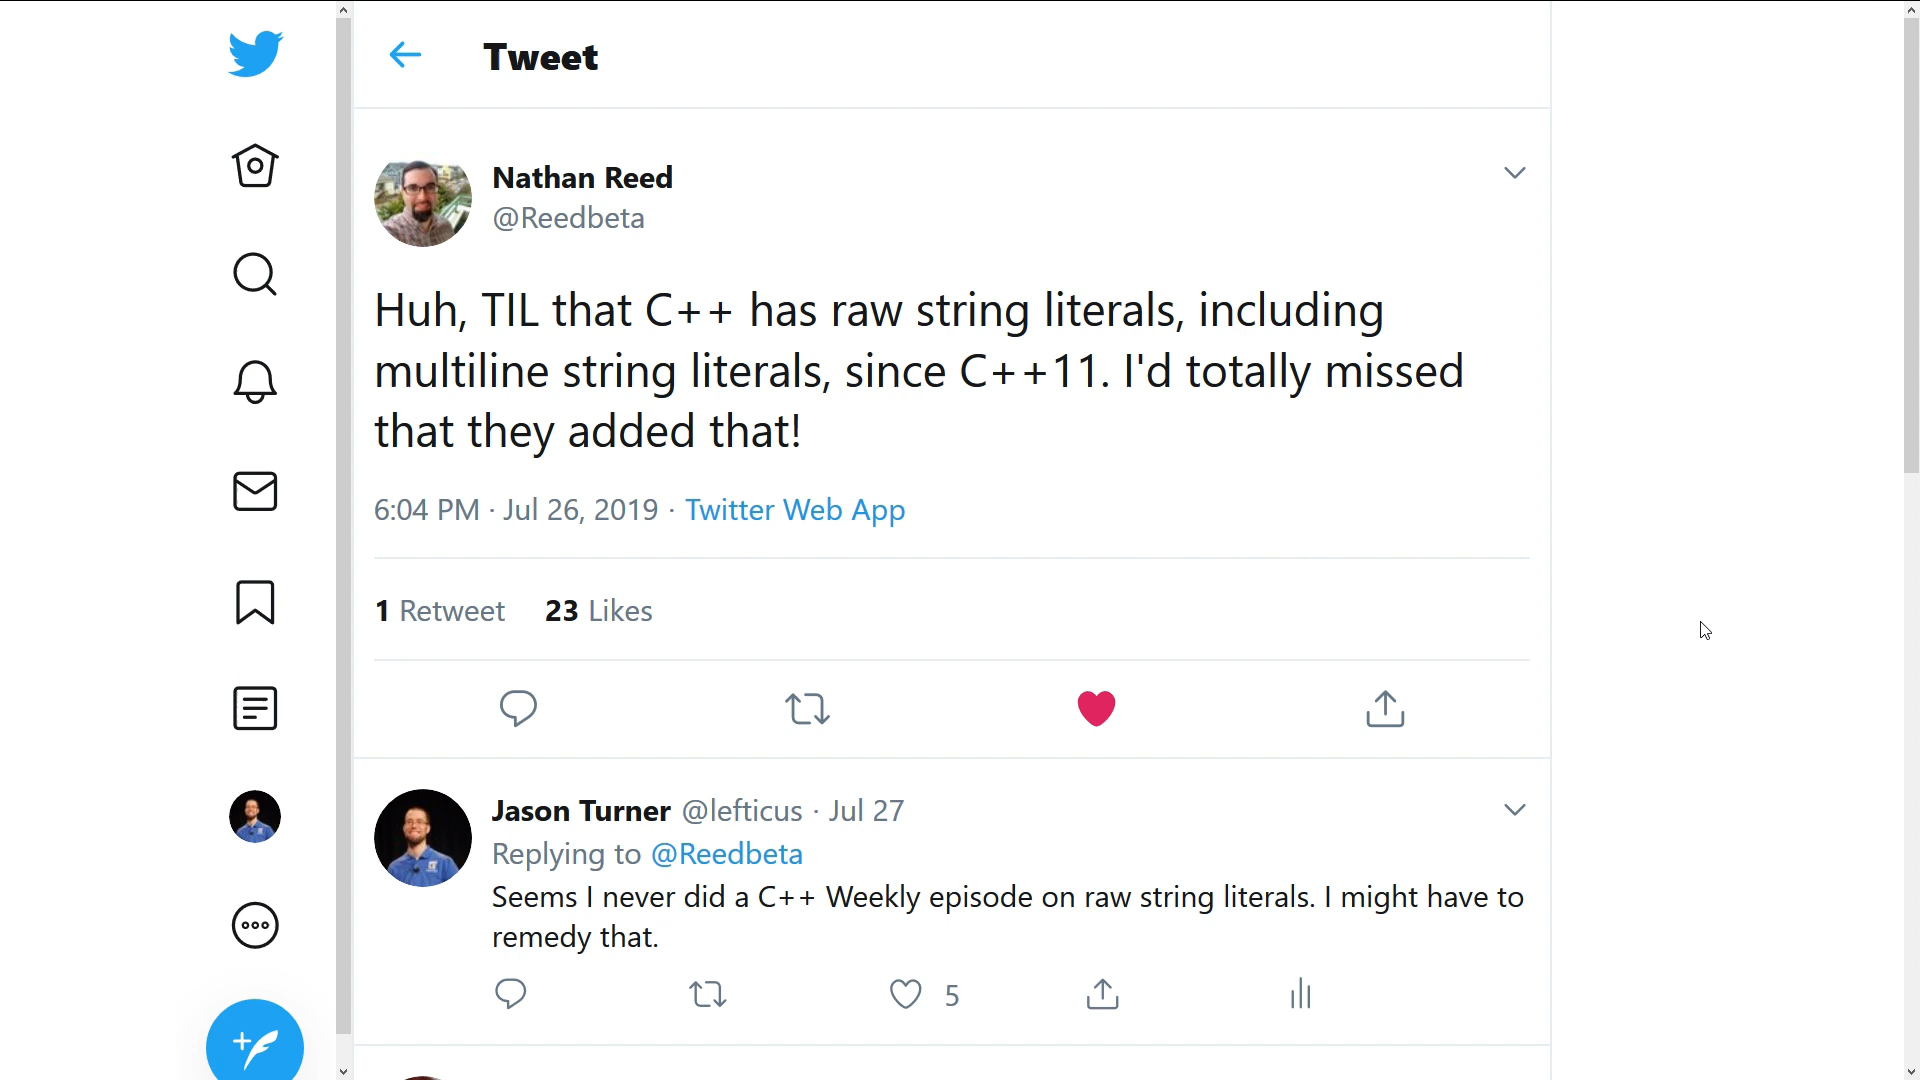 Tweet
Nathan Reed
@Reedbeta
Huh, TIL that C++ has raw string literals, including
multiline string literals, since C++11. I'd totally missed
that they added that!
6:04 PM · Jul 26, 2019 · Twitter Web App
1 Retweet 23 Likes
Jason Turner @lefticus · Jul 27
Replying to @Reedbeta
Seems I never did a C++ Weekly episode on raw string literals. I might have to
remedy that.
5